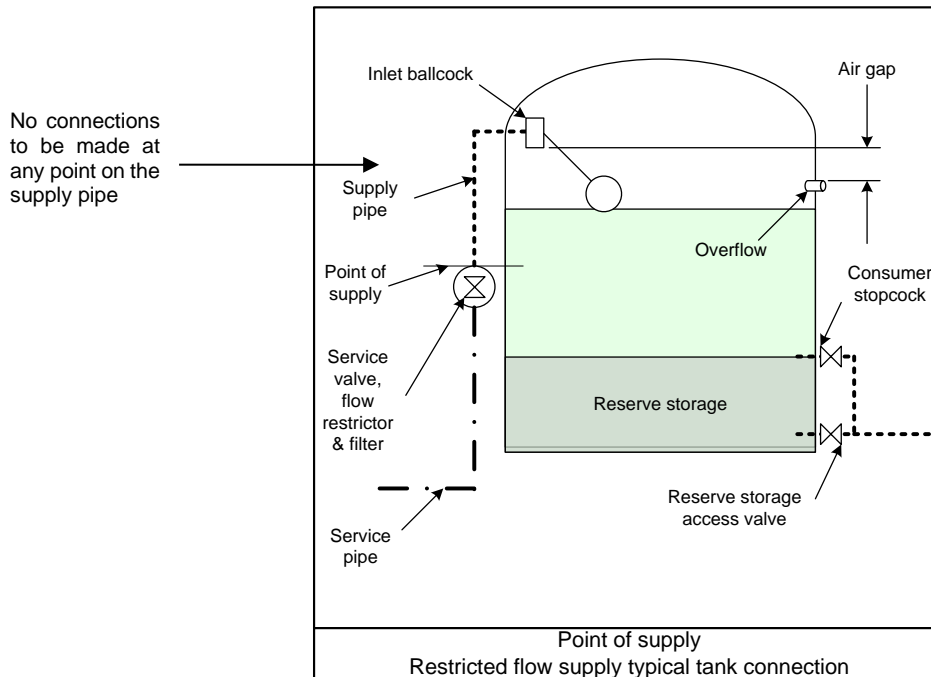 No connections
to be made at
any point on the
supply pipe
Inlet ballcock
Air gap
Supply
pipe
Overflow
Point of
supply
Consumer
stopcock
Service
valve,
flow
restrictor
& filter
Reserve storage
Reserve storage
access valve
Service
pipe
Point of supply
Restricted flow supply typical tank connection